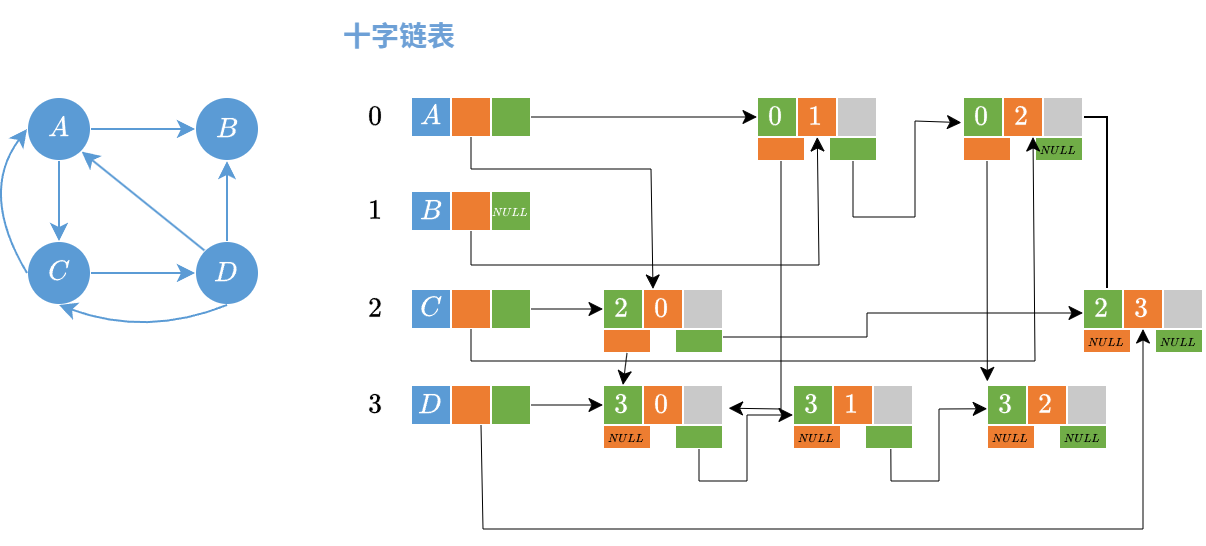 十字链表
A B
C D
0 A 0 1 0 2
NULL
1 B NULL
2 C 2 0 2 3
NULL NULL
3 D 3 0 3 1 3 2
NULL NULL NULL NULL